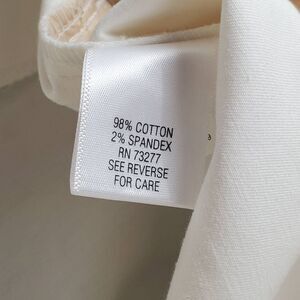 98% COTTON
2% SPANDEX
RN 73277
SEE REVERSE
FOR CARE